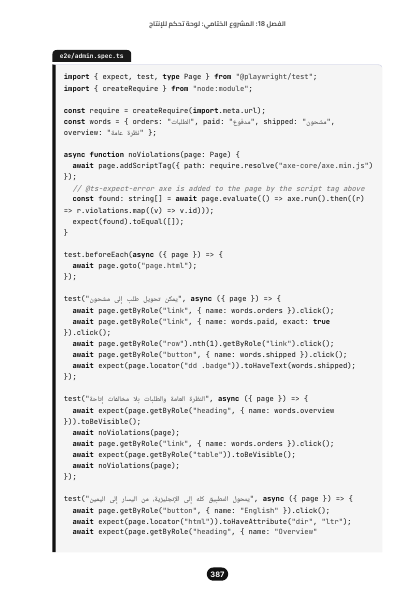 الفصل 18: المشروع الختامي: لوحة تحكم للإنتاج
e2e/admin.spec.ts
import { expect, test, type Page } from "@playwright/test";
import { createRequire } from "node:module";
const require = createRequire(import.meta.url);
const words = { orders: "الطلبات", paid: "مدفوع", shipped: "مشحون",
overview: "نظرة عامة" };
async function noViolations(page: Page) {
await page.addScriptTag({ path: require.resolve("axe-core/axe.min.js")
});
// @ts-expect-error axe is added to the page by the script tag above
const found: string[] = await page.evaluate(() => axe.run().then((r)
=> r.violations.map((v) => v.id)));
expect(found).toEqual([]);
}
test.beforeEach(async ({ page }) => {
await page.goto("page.html");
});
test("يمكن تحويل طلب إلى مشحون", async ({ page }) => {
await page.getByRole("link", { name: words.orders }).click();
await page.getByRole("link", { name: words.paid, exact: true
}).click();
await page.getByRole("row").nth(1).getByRole("link").click();
await page.getByRole("button", { name: words.shipped }).click();
await expect(page.locator("dd .badge")).toHaveText(words.shipped);
});
test("النظرة العامة والطلبات بلا مخالفات إتاحة", async ({ page }) => {
await expect(page.getByRole("heading", { name: words.overview
})).toBeVisible();
await noViolations(page);
await page.getByRole("link", { name: words.orders }).click();
await expect(page.getByRole("table")).toBeVisible();
await noViolations(page);
});
test("يتحول التطبيق كله إلى الإنجليزية، من اليسار إلى اليمين", async ({ page }) => {
await page.getByRole("button", { name: "English" }).click();
await expect(page.locator("html")).toHaveAttribute("dir", "ltr");
await expect(page.getByRole("heading", { name: "Overview"
387